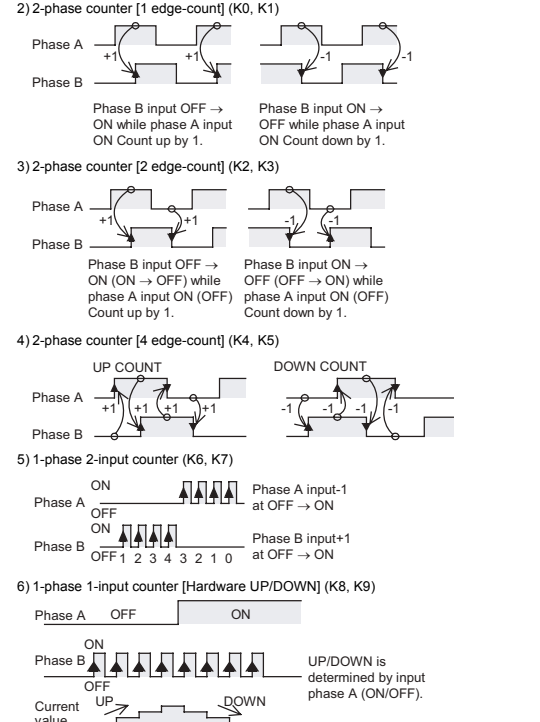 2) 2-phase counter [1 edge-count] (K0, K1)
Phase A
+1 +1 -1 -1
Phase B
Phase B input OFF →
ON while phase A input
ON Count up by 1.
Phase B input ON →
OFF while phase A input
ON Count down by 1.
3) 2-phase counter [2 edge-count] (K2, K3)
Phase A
+1 +1 -1 -1
Phase B
Phase B input OFF →
ON (ON → OFF) while
phase A input ON (OFF)
Count up by 1.
Phase B input ON →
OFF (OFF → ON) while
phase A input ON (OFF)
Count down by 1.
4) 2-phase counter [4 edge-count] (K4, K5)
UP COUNT DOWN COUNT
Phase A
+1 +1 +1 +1 -1 -1 -1 -1
Phase B
5) 1-phase 2-input counter (K6, K7)
ON
Phase A
OFF
Phase A input-1
at OFF → ON
ON
Phase B
OFF 1 2 3 4 3 2 1 0
Phase B input+1
at OFF → ON
6) 1-phase 1-input counter [Hardware UP/DOWN] (K8, K9)
Phase A OFF ON
ON
Phase B
OFF
UP/DOWN is
determined by input
phase A (ON/OFF).
UP DOWN
Current
value